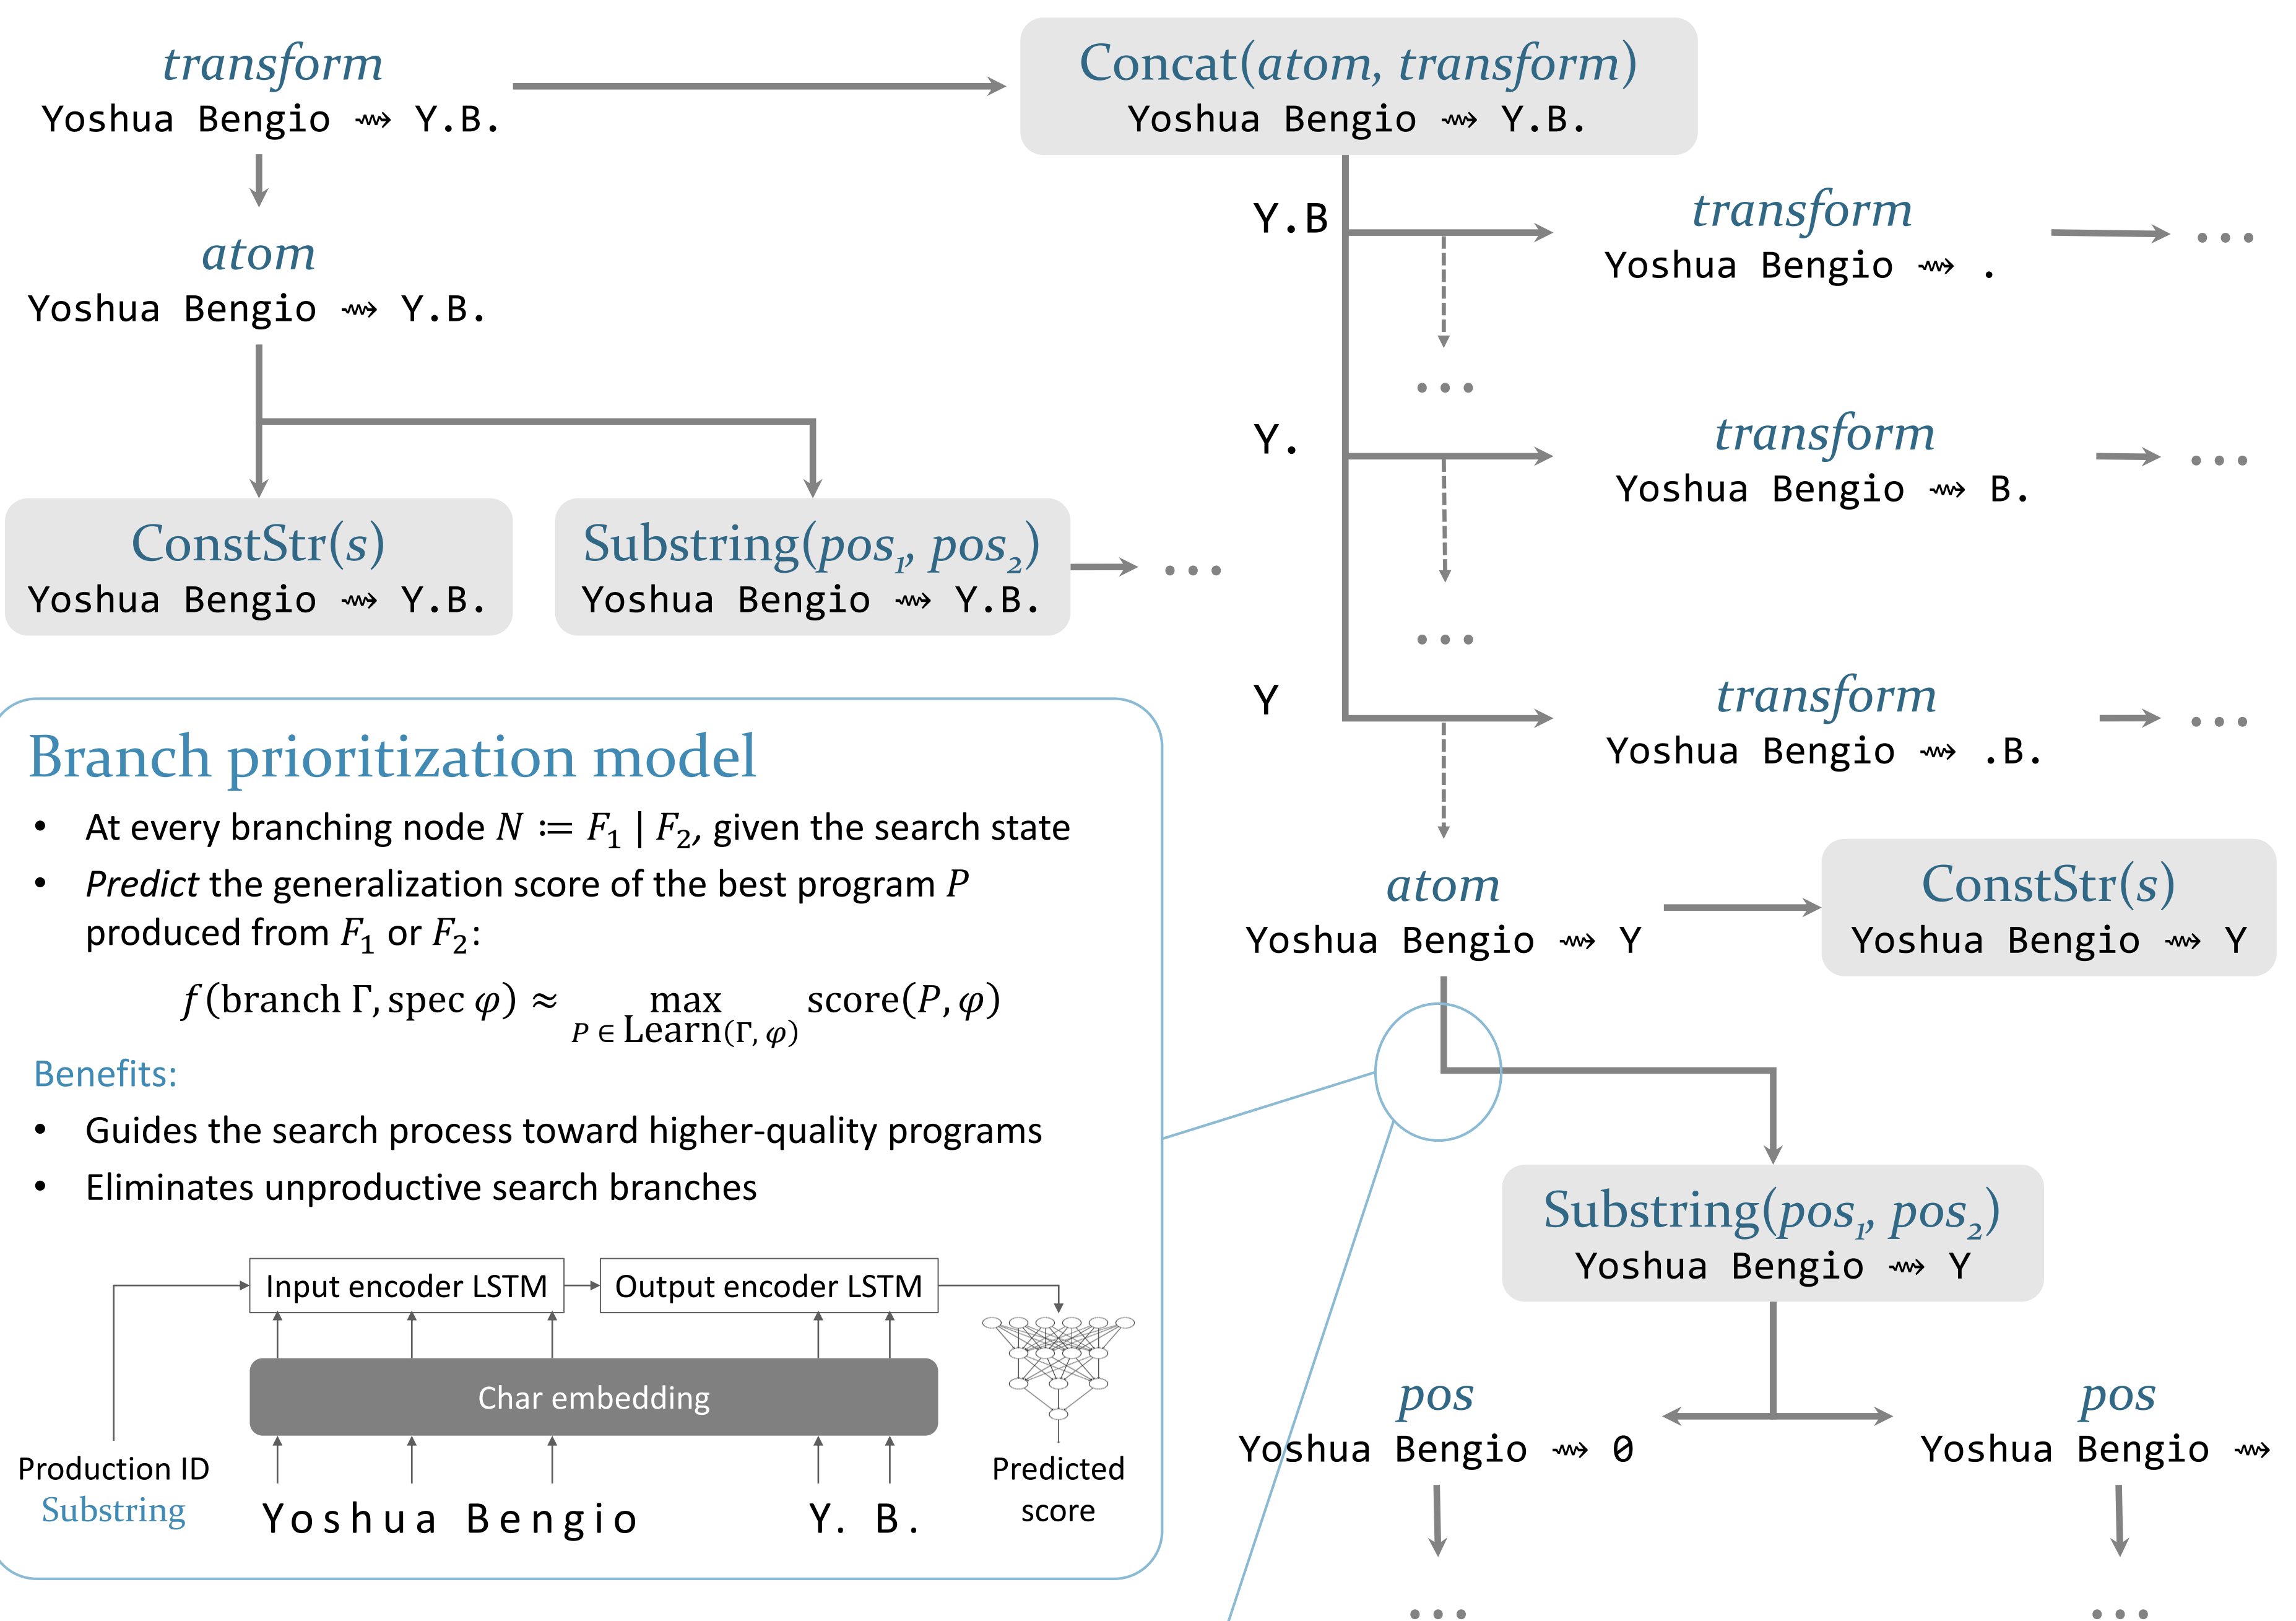 transform
Yoshua Bengio ⇝ Y.B.
Concat(atom, transform)
Yoshua Bengio ⇝ Y.B.
atom
Yoshua Bengio ⇝ Y.B.
ConstStr(s)
Yoshua Bengio ⇝ Y.B.
Substring(pos₁, pos₂)
Yoshua Bengio ⇝ Y.B.
...
Y.B
transform
Yoshua Bengio ⇝ .
...
...
Y.
transform
Yoshua Bengio ⇝ B.
...
...
Y
transform
Yoshua Bengio ⇝ .B.
...
atom
Yoshua Bengio ⇝ Y
ConstStr(s)
Yoshua Bengio ⇝ Y
Substring(pos₁, pos₂)
Yoshua Bengio ⇝ Y
pos
Yoshua Bengio ⇝ 0
...
pos
Yoshua Bengio ⇝
...
Branch prioritization model
• At every branching node N ≔ F₁ | F₂, given the search state
• Predict the generalization score of the best program P
produced from F₁ or F₂:
f(branch Γ, spec φ) ≈ max score(P, φ)
P ∈ Learn(Γ, φ)
Benefits:
• Guides the search process toward higher-quality programs
• Eliminates unproductive search branches
Input encoder LSTM
Output encoder LSTM
Char embedding
Production ID
Substring
Yoshua Bengio
Y. B.
Predicted
score